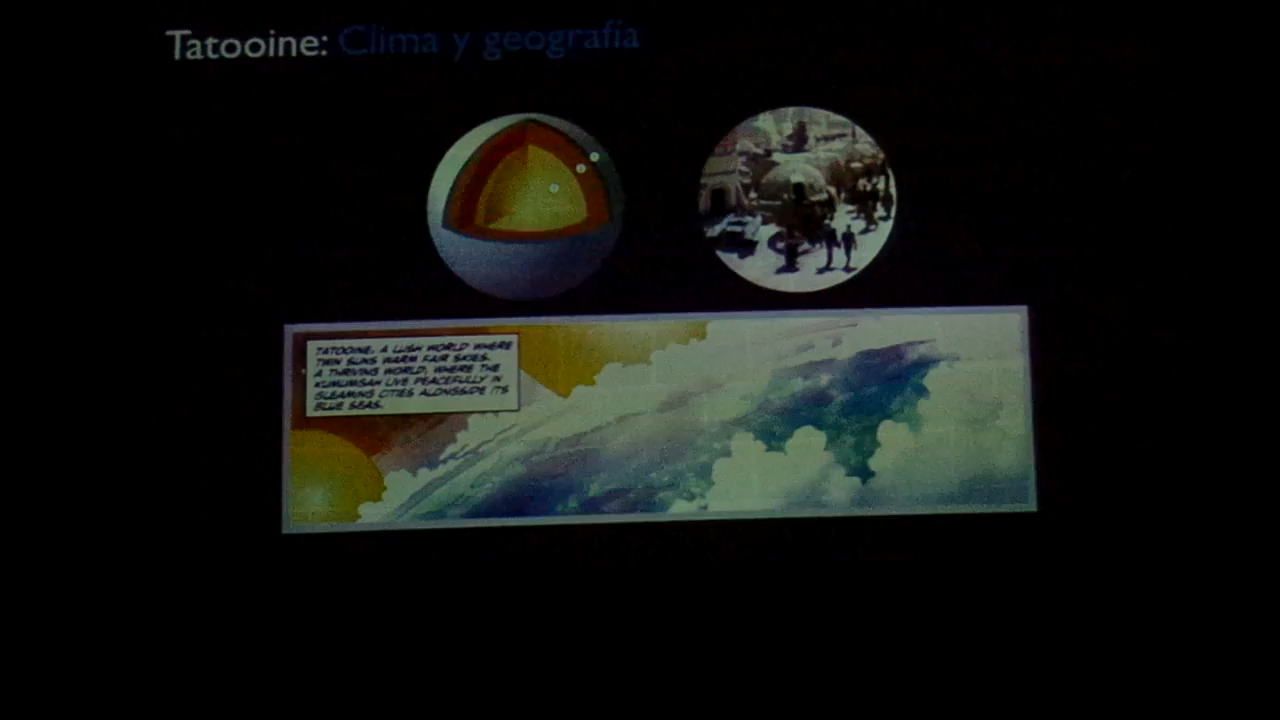 Tatooine: Clima y geografía
TATOOINE, A LUSH WORLD WHERE
TWIN SUNS WARM FAIR SKIES.
A THRIVING WORLD, WHERE THE
KUMUMGAH LIVE PEACEFULLY IN
GLEAMING CITIES ALONGSIDE ITS
BLUE SEAS.